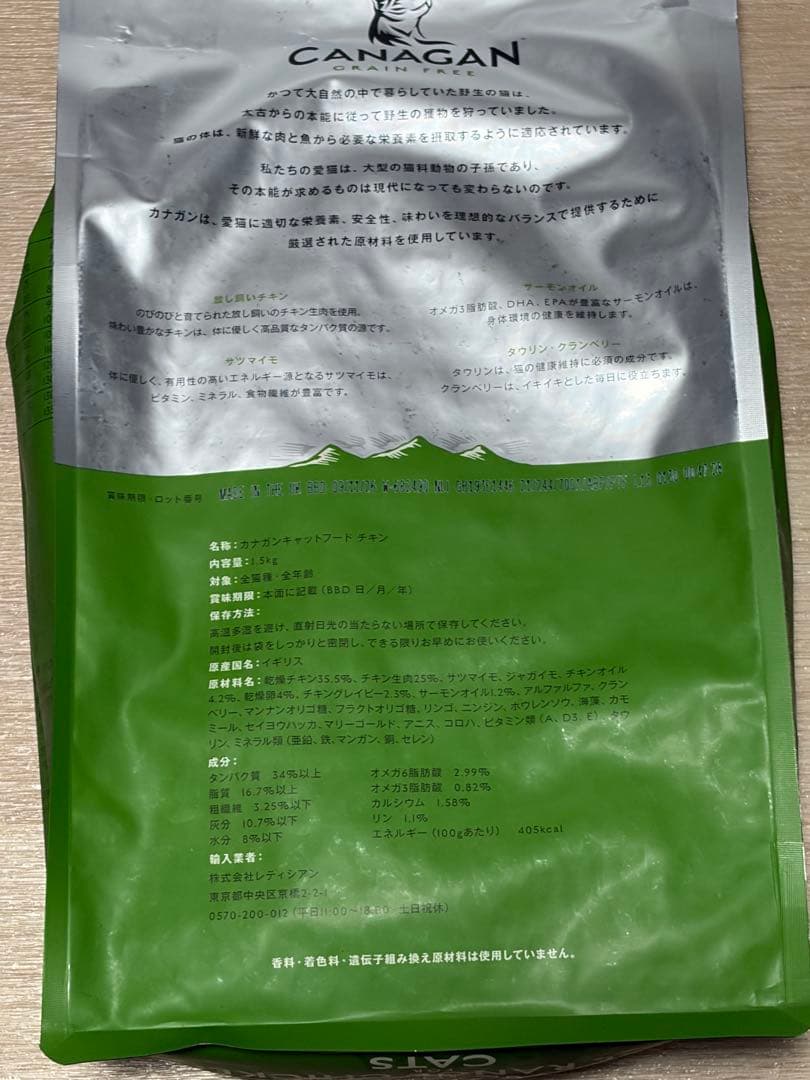 CANAGAN
GRAIN FREE
かつて大自然の中で暮らしていた野生の猫は、
太古からの本能に従って野生の獲物を狩っていました。
猫の体は、新鮮な肉と魚から必要な栄養素を摂取するように適応されています。
私たちの愛猫は、大型の猫科動物の子孫であり、
その本能が求めるものは現代になっても変わらないのです。
カナガンは、愛猫に適切な栄養素、安全性、味わいを理想的なバランスで提供するために
厳選された原材料を使用しています。
放し飼いチキン
のびのびと育てられた放し飼いのチキン生肉を使用。
味わい豊かなチキンは、体に優しく高品質なタンパク質の源です。
サーモンオイル
オメガ3脂肪酸、DHA、EPAが豊富なサーモンオイルは、
身体環境の健康を維持します。
サツマイモ
体に優しく、有用性の高いエネルギー源となるサツマイモは、
ビタミン、ミネラル、食物繊維が豊富です。
タウリン・クランベリー
タウリンは、猫の健康維持に必須の成分です。
クランベリーは、イキイキとした毎日に役立ちます。
賞味期限・ロット番号 MADE IN THE UK BBD
名称：カナガンキャットフード チキン
内容量：1.5kg
対象：全猫種・全年齢
賞味期限：本面に記載（BBD 日／月／年）
保存方法：
高温多湿を避け、直射日光の当たらない場所で保存してください。
開封後は袋をしっかりと密閉し、できる限りお早めにお使いください。
原産国名：イギリス
原材料名：乾燥チキン35.5%、チキン生肉25%、サツマイモ、ジャガイモ、チキンオイル
4.2%、乾燥卵4%、チキングレイビー2.3%、サーモンオイル1.2%、アルファルファ、クラン
ベリー、マンナンオリゴ糖、フラクトオリゴ糖、リンゴ、ニンジン、ホウレンソウ、海藻、カモ
ミール、セイヨウハッカ、マリーゴールド、アニス、コロハ、ビタミン類（A、D3、E）、タウ
リン、ミネラル類（亜鉛、鉄、マンガン、銅、セレン）
成分：
タンパク質 34%以上
脂質 16.7%以上
粗繊維 3.25%以下
灰分 10.7%以下
水分 8%以下
オメガ6脂肪酸 2.99%
オメガ3脂肪酸 0.82%
カルシウム 1.58%
リン 1.1%
エネルギー（100gあたり） 405kcal
輸入業者：
株式会社レティシアン
東京都中央区京橋2-2-1
0570-200-012（平日11:00〜18:00 土日祝休）
香料・着色料・遺伝子組み換え原材料は使用していません。
CATS